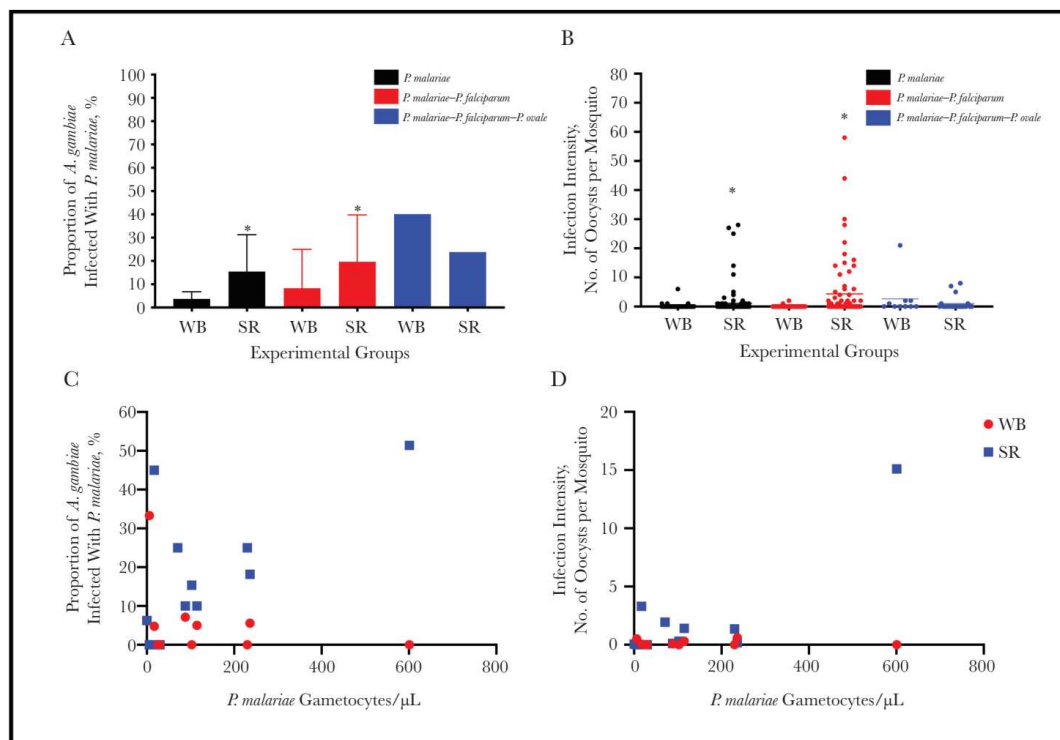 A
Proportion of A. gambiae
Infected With P. malariae, %
100
90
80
70
60
50
40
30
20
10
0
P. malariae
P. malariae–P. falciparum
P. malariae–P. falciparum–P. ovale
*
*
WB SR WB SR WB SR
Experimental Groups
B
Infection Intensity,
No. of Oocysts per Mosquito
80
70
60
50
40
30
20
10
0
P. malariae
P. malariae–P. falciparum
P. malariae–P. falciparum–P. ovale
*
*
WB SR WB SR WB SR
Experimental Groups
C
Proportion of A. gambiae
Infected With P. malariae, %
60
50
40
30
20
10
0
0 200 400 600 800
P. malariae Gametocytes/μL
D
Infection Intensity,
No. of Oocysts per Mosquito
20
15
10
5
0
0 200 400 600 800
P. malariae Gametocytes/μL
WB
SR